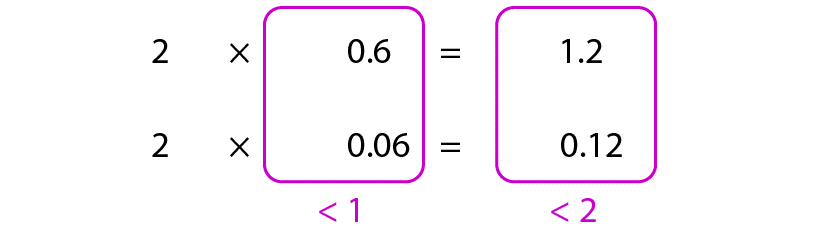 2 × 0.6 = 1.2
2 × 0.06 = 0.12
< 1 < 2